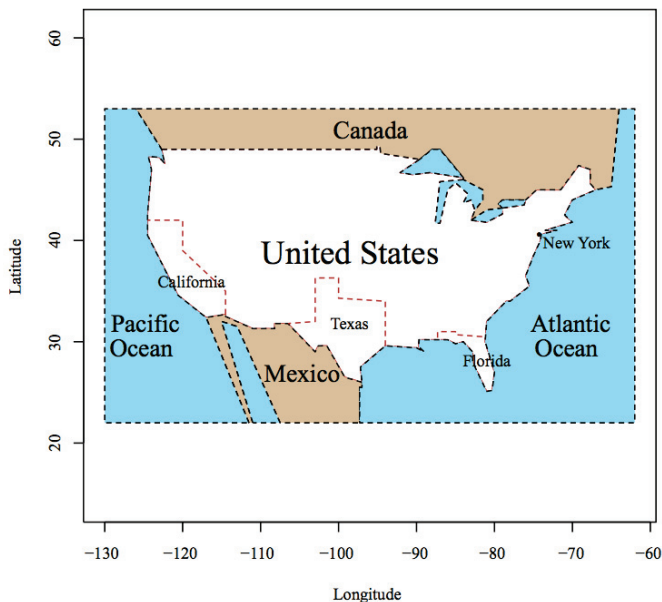 60
50
40
30
20
Latitude
Canada
United States
New York
California
Pacific
Ocean
Texas
Atlantic
Ocean
Florida
Mexico
−130
−120
−110
−100
−90
−80
−70
−60
Longitude